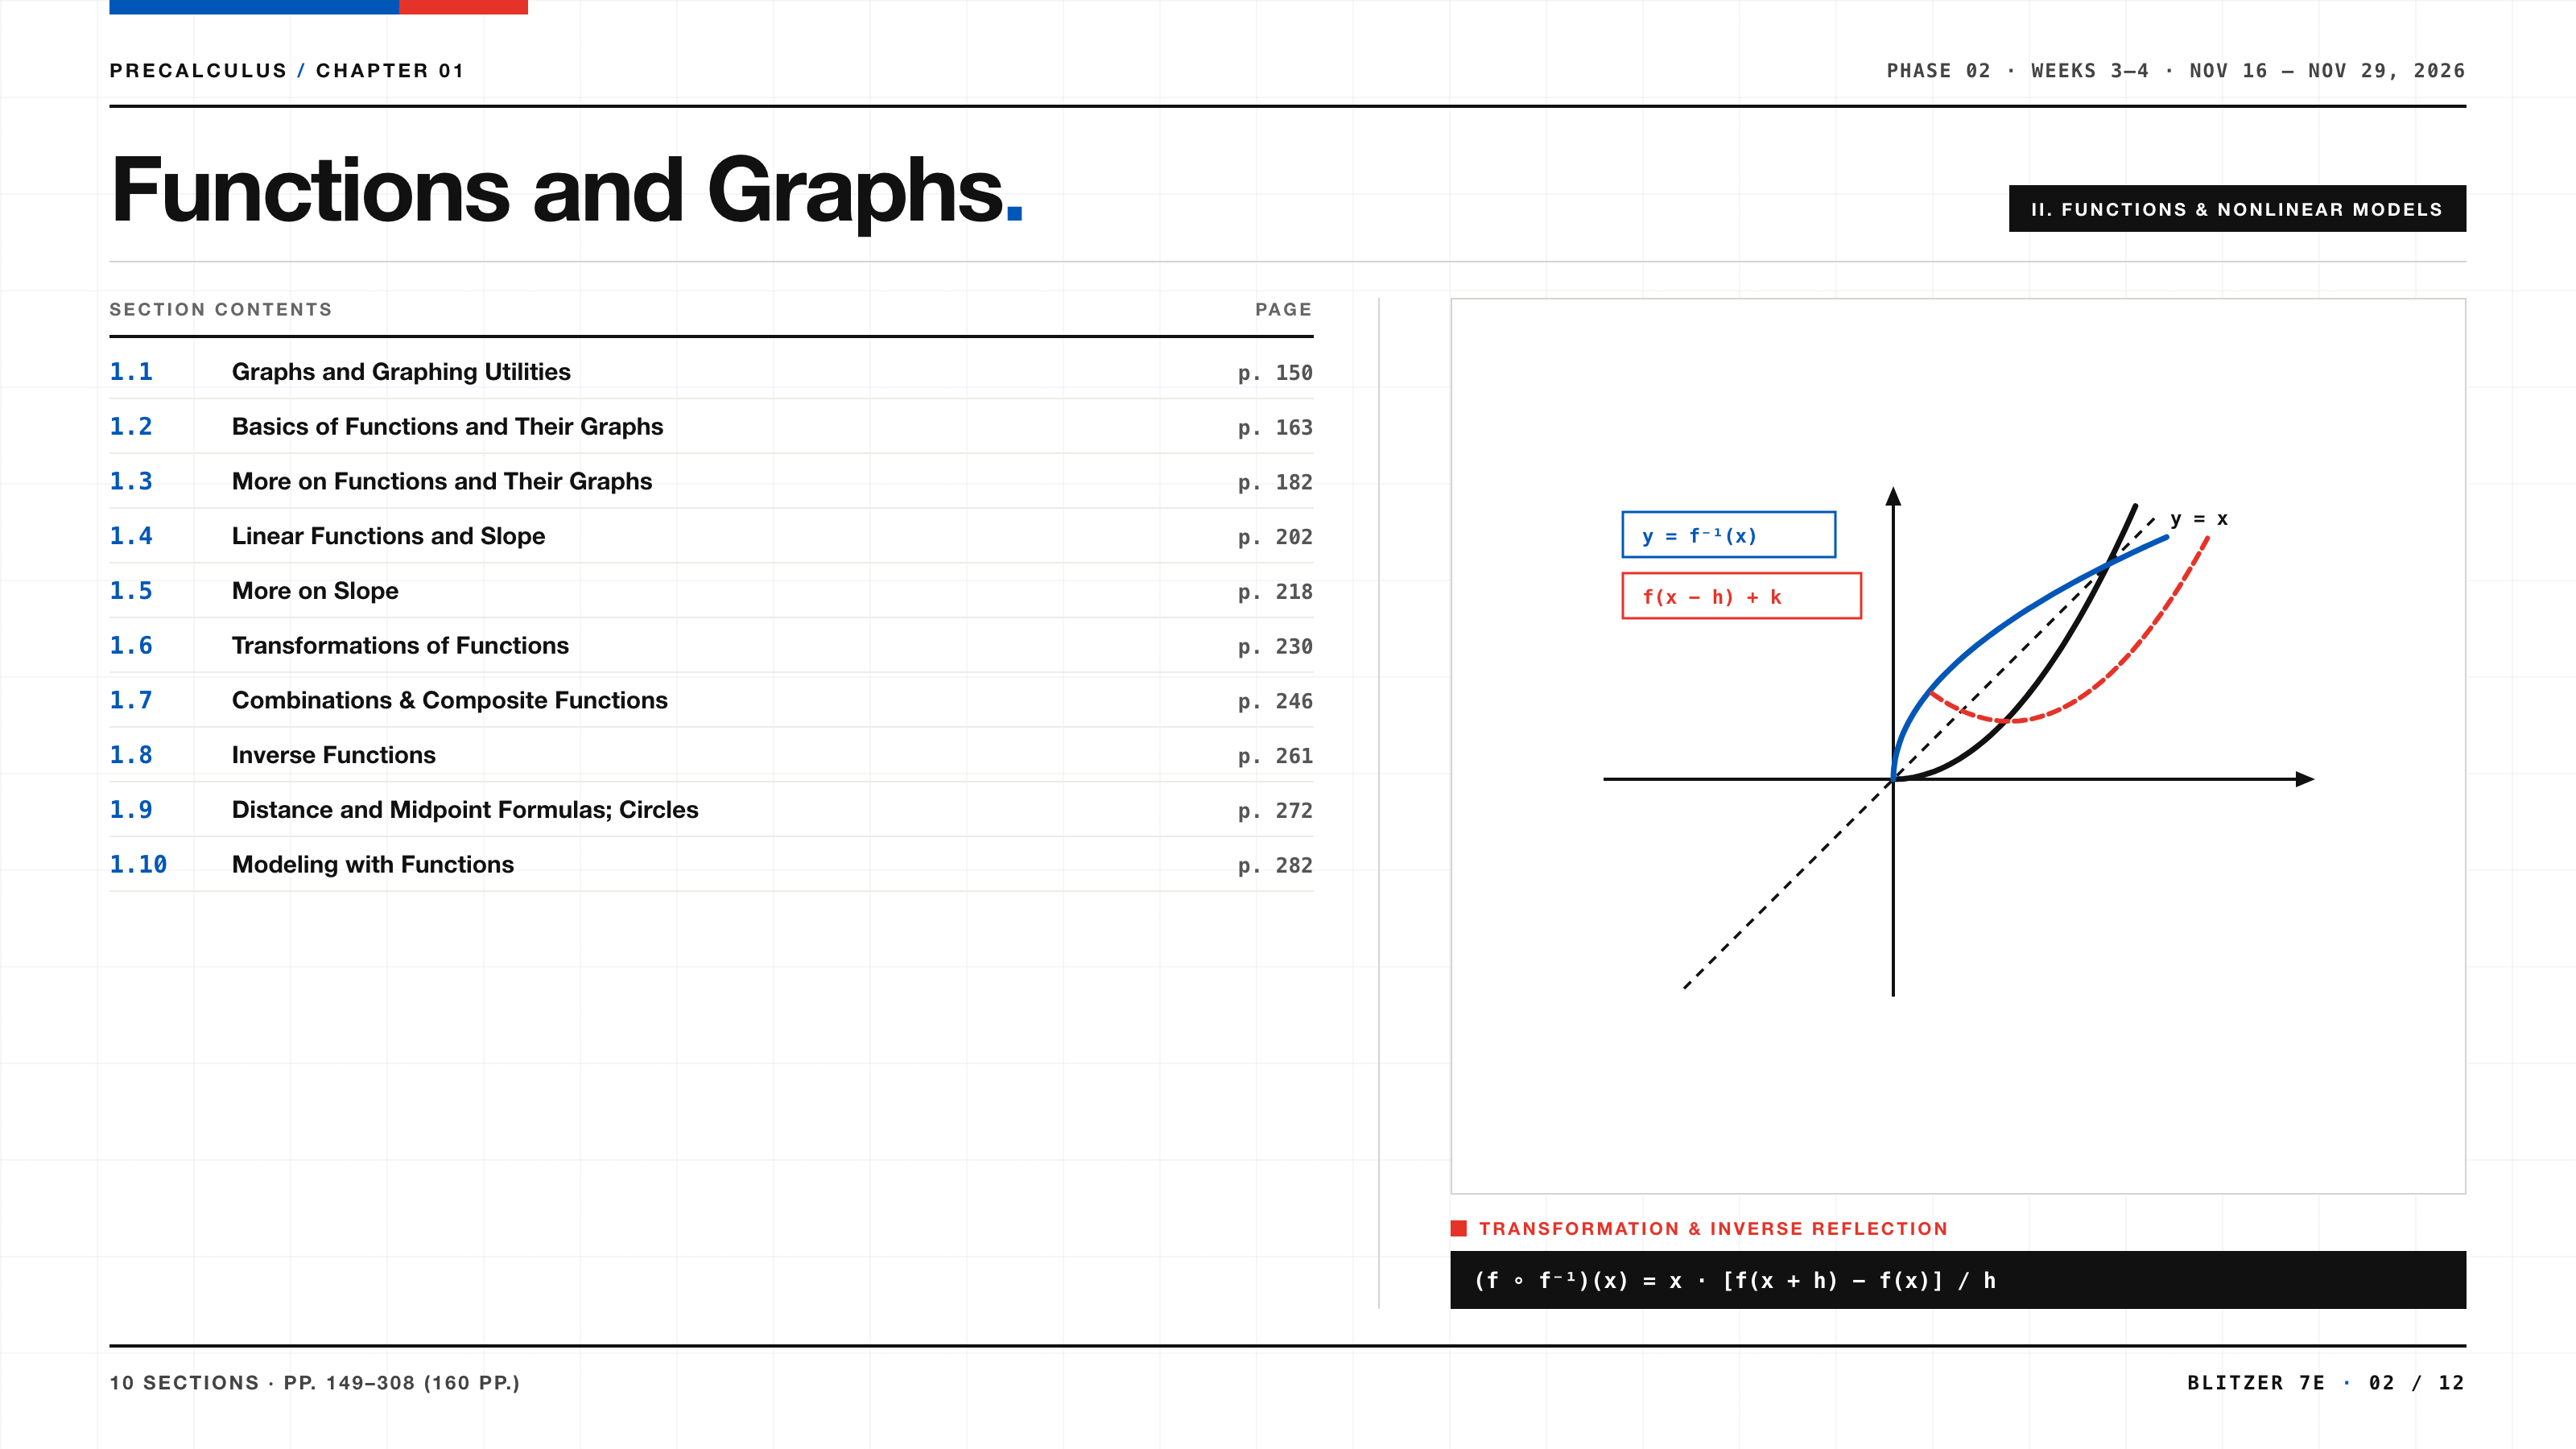 PRECALCULUS / CHAPTER 01
PHASE 02 · WEEKS 3–4 · NOV 16 – NOV 29, 2026
Functions and Graphs.
II. FUNCTIONS & NONLINEAR MODELS
SECTION CONTENTS PAGE
1.1 Graphs and Graphing Utilities p. 150
1.2 Basics of Functions and Their Graphs p. 163
1.3 More on Functions and Their Graphs p. 182
1.4 Linear Functions and Slope p. 202
1.5 More on Slope p. 218
1.6 Transformations of Functions p. 230
1.7 Combinations & Composite Functions p. 246
1.8 Inverse Functions p. 261
1.9 Distance and Midpoint Formulas; Circles p. 272
1.10 Modeling with Functions p. 282
y = x
y = f⁻¹(x)
f(x − h) + k
TRANSFORMATION & INVERSE REFLECTION
(f ∘ f⁻¹)(x) = x · [f(x + h) − f(x)] / h
10 SECTIONS · PP. 149–308 (160 PP.)
BLITZER 7E · 02 / 12